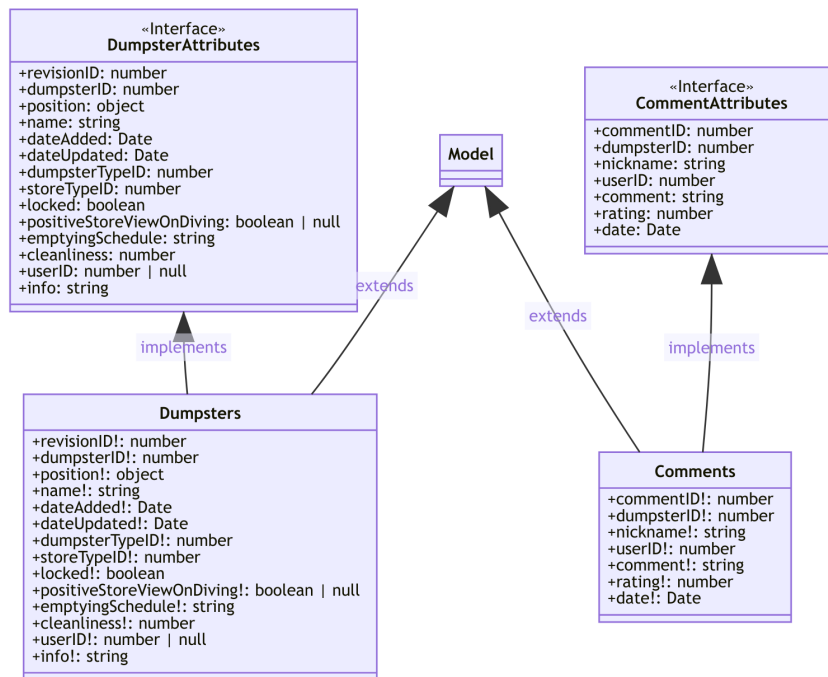 «Interface»
DumpsterAttributes
+revisionID: number
+dumpsterID: number
+position: object
+name: string
+dateAdded: Date
+dateUpdated: Date
+dumpsterTypeID: number
+storeTypeID: number
+locked: boolean
+positiveStoreViewOnDiving: boolean | null
+emptyingSchedule: string
+cleanliness: number
+userID: number | null
+info: string
Model
«Interface»
CommentAttributes
+commentID: number
+dumpsterID: number
+nickname: string
+userID: number
+comment: string
+rating: number
+date: Date
extends
extends
implements
implements
Dumpsters
+revisionID!: number
+dumpsterID!: number
+position!: object
+name!: string
+dateAdded!: Date
+dateUpdated!: Date
+dumpsterTypeID!: number
+storeTypeID!: number
+locked!: boolean
+positiveStoreViewOnDiving!: boolean | null
+emptyingSchedule!: string
+cleanliness!: number
+userID!: number | null
+info!: string
Comments
+commentID!: number
+dumpsterID!: number
+nickname!: string
+userID!: number
+comment!: string
+rating!: number
+date!: Date